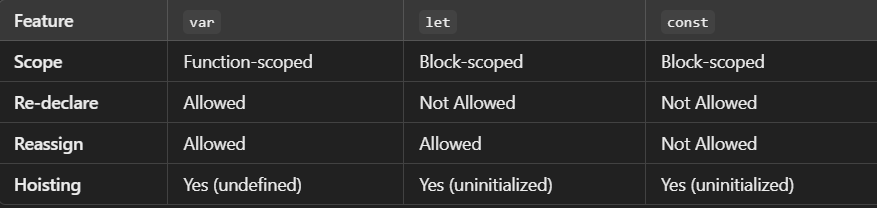 Feature var let const
Scope Function-scoped Block-scoped Block-scoped
Re-declare Allowed Not Allowed Not Allowed
Reassign Allowed Allowed Not Allowed
Hoisting Yes (undefined) Yes (uninitialized) Yes (uninitialized)